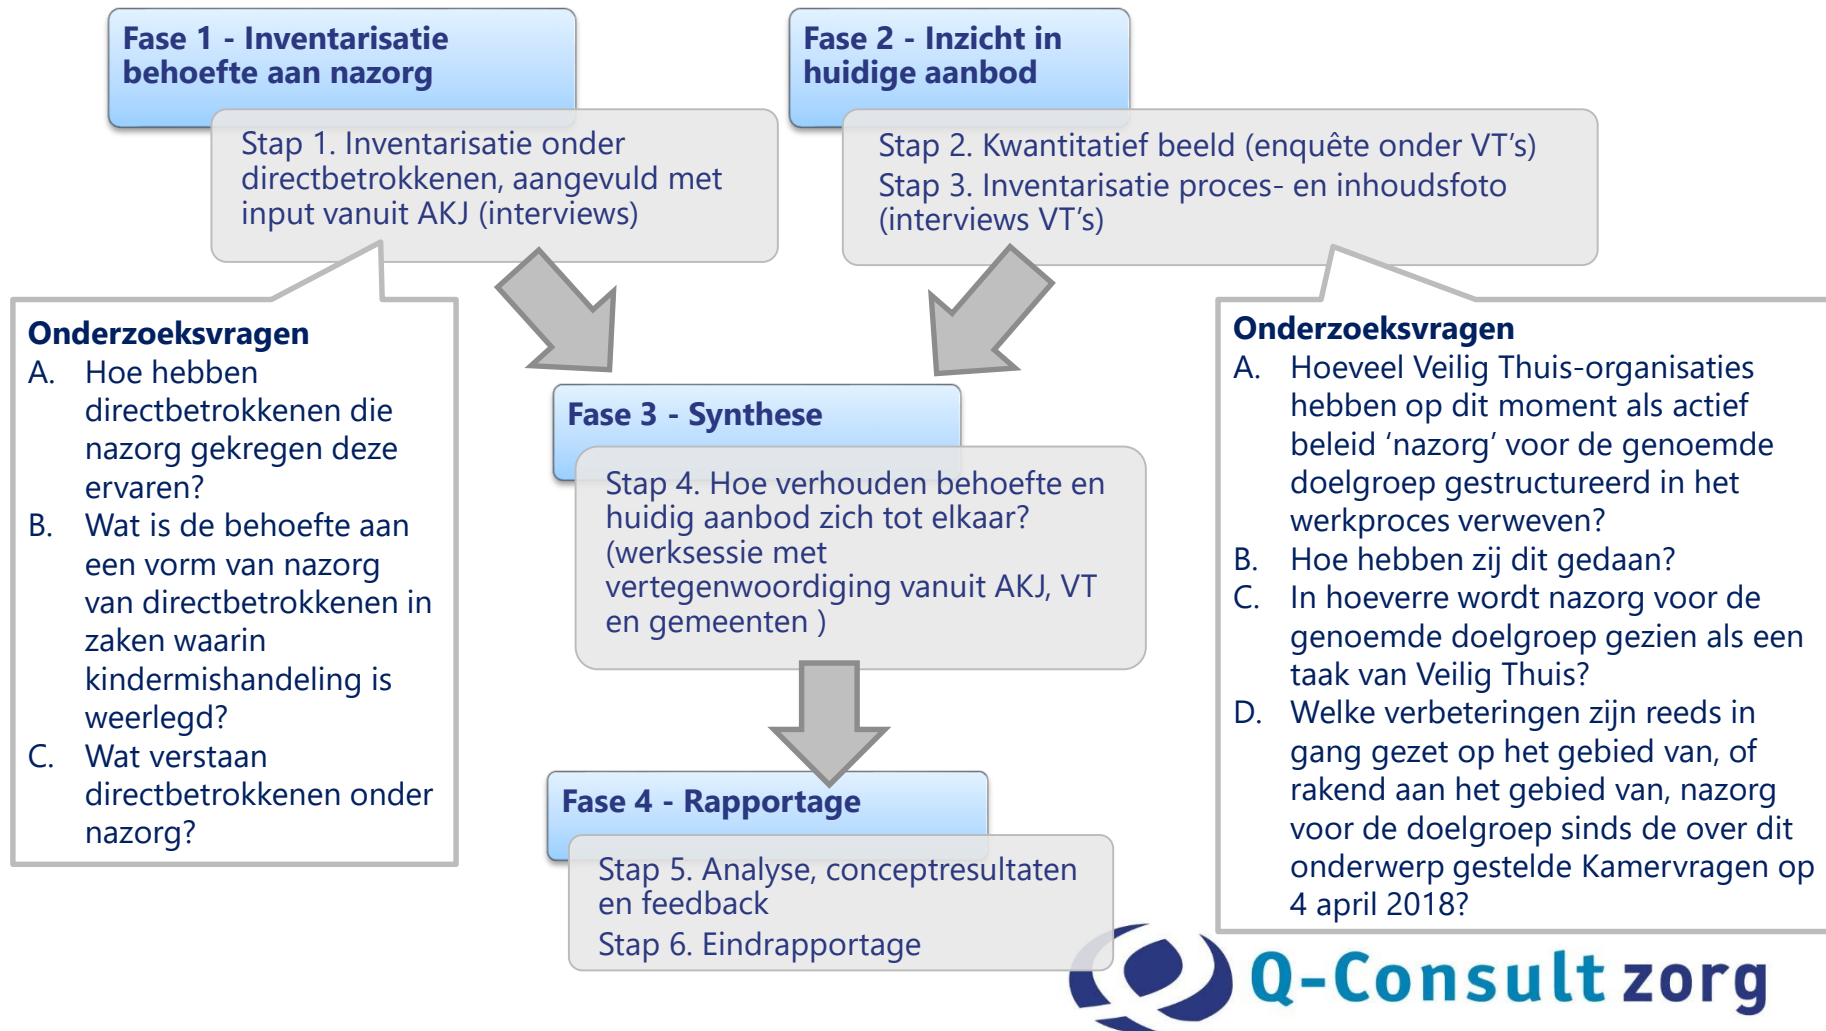 Fase 1 - Inventarisatie
behoefte aan nazorg
Stap 1. Inventarisatie onder
directbetrokkenen, aangevuld met
input vanuit AKJ (interviews)
Fase 2 - Inzicht in
huidige aanbod
Stap 2. Kwantitatief beeld (enquête onder VT’s)
Stap 3. Inventarisatie proces- en inhoudsfoto
(interviews VT’s)
Onderzoeksvragen
A. Hoe hebben
directbetrokkenen die
nazorg gekregen deze
ervaren?
B. Wat is de behoefte aan
een vorm van nazorg
van directbetrokkenen in
zaken waarin
kindermishandeling is
weerlegd?
C. Wat verstaan
directbetrokkenen onder
nazorg?
Onderzoeksvragen
A. Hoeveel Veilig Thuis-organisaties
hebben op dit moment als actief
beleid ‘nazorg’ voor de genoemde
doelgroep gestructureerd in het
werkproces verweven?
B. Hoe hebben zij dit gedaan?
C. In hoeverre wordt nazorg voor de
genoemde doelgroep gezien als een
taak van Veilig Thuis?
D. Welke verbeteringen zijn reeds in
gang gezet op het gebied van, of
rakend aan het gebied van, nazorg
voor de doelgroep sinds de over dit
onderwerp gestelde Kamervragen op
4 april 2018?
Fase 3 - Synthese
Stap 4. Hoe verhouden behoefte en
huidig aanbod zich tot elkaar?
(werksessie met
vertegenwoordiging vanuit AKJ, VT
en gemeenten )
Fase 4 - Rapportage
Stap 5. Analyse, conceptresultaten
en feedback
Stap 6. Eindrapportage
Q-Consult zorg